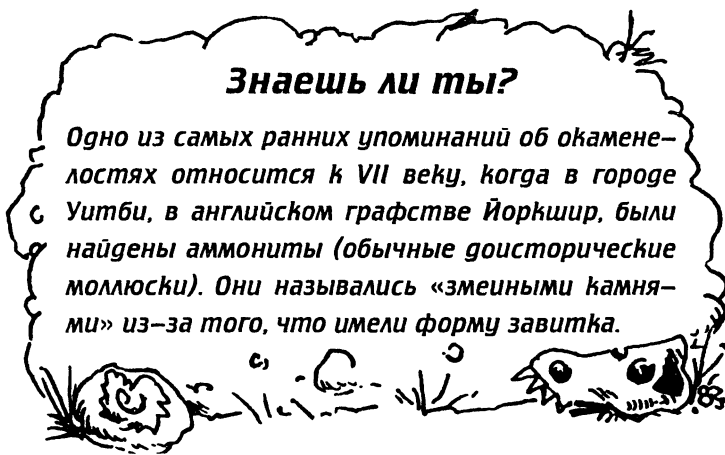 Знаешь ли ты?
Одно из самых ранних упоминаний об окамене-
лостях относится к VII веку, когда в городе
Уитби, в английском графстве Йоркшир, были
найдены аммониты (обычные доисторические
моллюски). Они назывались «змеиными камня-
ми» из-за того, что имели форму завитка.